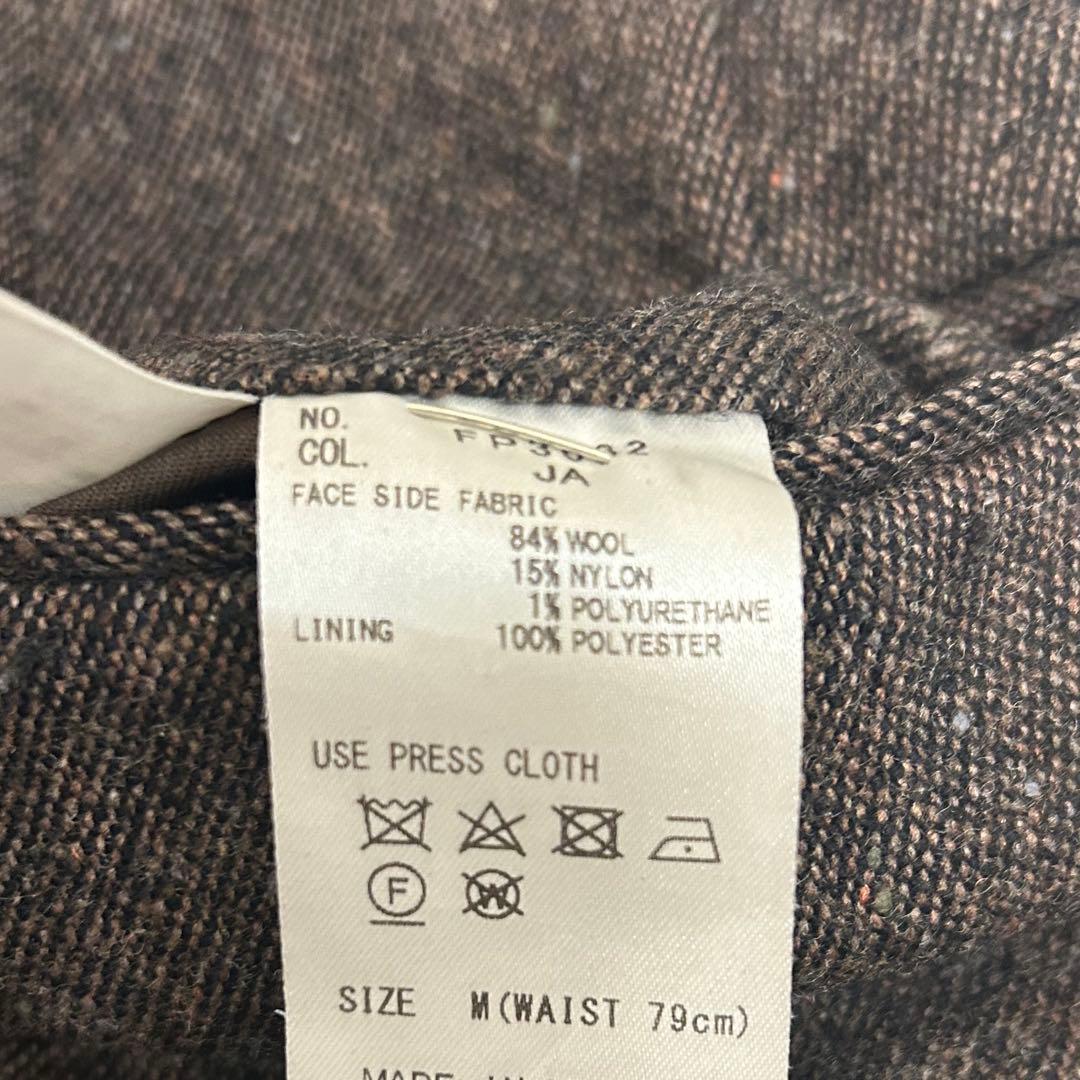 NO.
COL. JA
FACE SIDE FABRIC
84% WOOL
15% NYLON
1% POLYURETHANE
LINING 100% POLYESTER
USE PRESS CLOTH
F
W
SIZE M(WAIST 79cm)
MADE